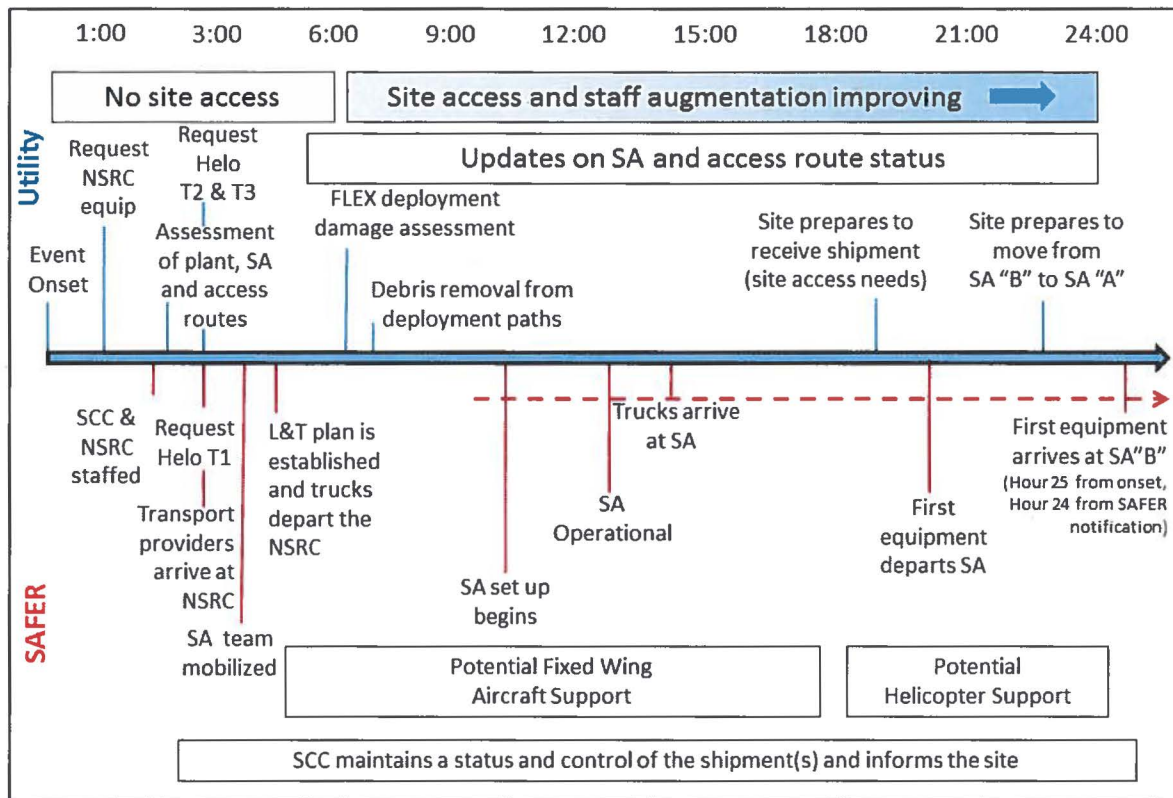 1:00 3:00 6:00 9:00 12:00 15:00 18:00 21:00 24:00
No site access
Site access and staff augmentation improving
Utility
Request
NSRC
equip
Request
Helo
T2 & T3
Updates on SA and access route status
Event
Onset
Assessment
of plant, SA
and access
routes
FLEX deployment
damage assessment
Debris removal from
deployment paths
Site prepares to
receive shipment
(site access needs)
Site prepares to
move from
SA "B" to SA "A"
SAFER
SCC &
NSRC
staffed
Request
Helo T1
Transport
providers
arrive at
NSRC
SA team
mobilized
L&T plan is
established
and trucks
depart the
NSRC
SA set up
begins
SA
Operational
Trucks arrive
at SA
First
equipment
departs SA
First equipment
arrives at SA"B"
(Hour 25 from onset,
Hour 24 from SAFER
notification)
Potential Fixed Wing
Aircraft Support
Potential
Helicopter Support
SCC maintains a status and control of the shipment(s) and informs the site